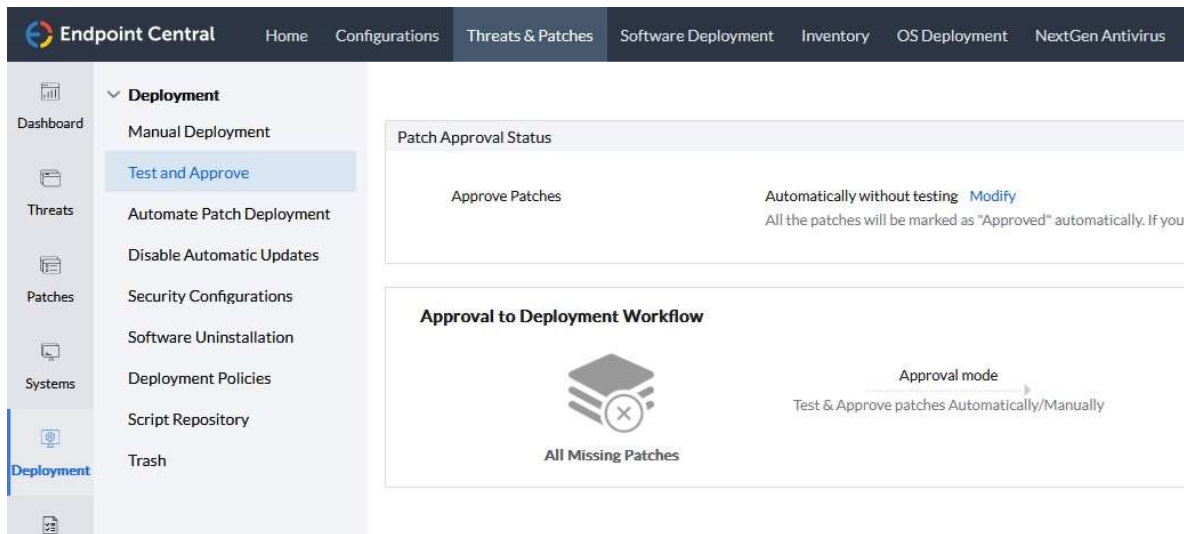 Endpoint Central Home Configurations Threats & Patches Software Deployment Inventory OS Deployment NextGen Antivirus
Dashboard
Threats
Patches
Systems
Deployment
Deployment
Manual Deployment
Test and Approve
Automate Patch Deployment
Disable Automatic Updates
Security Configurations
Software Uninstallation
Deployment Policies
Script Repository
Trash
Patch Approval Status
Approve Patches Automatically without testing Modify
All the patches will be marked as "Approved" automatically. If you
Approval to Deployment Workflow
All Missing Patches
Approval mode
Test & Approve patches Automatically/Manually